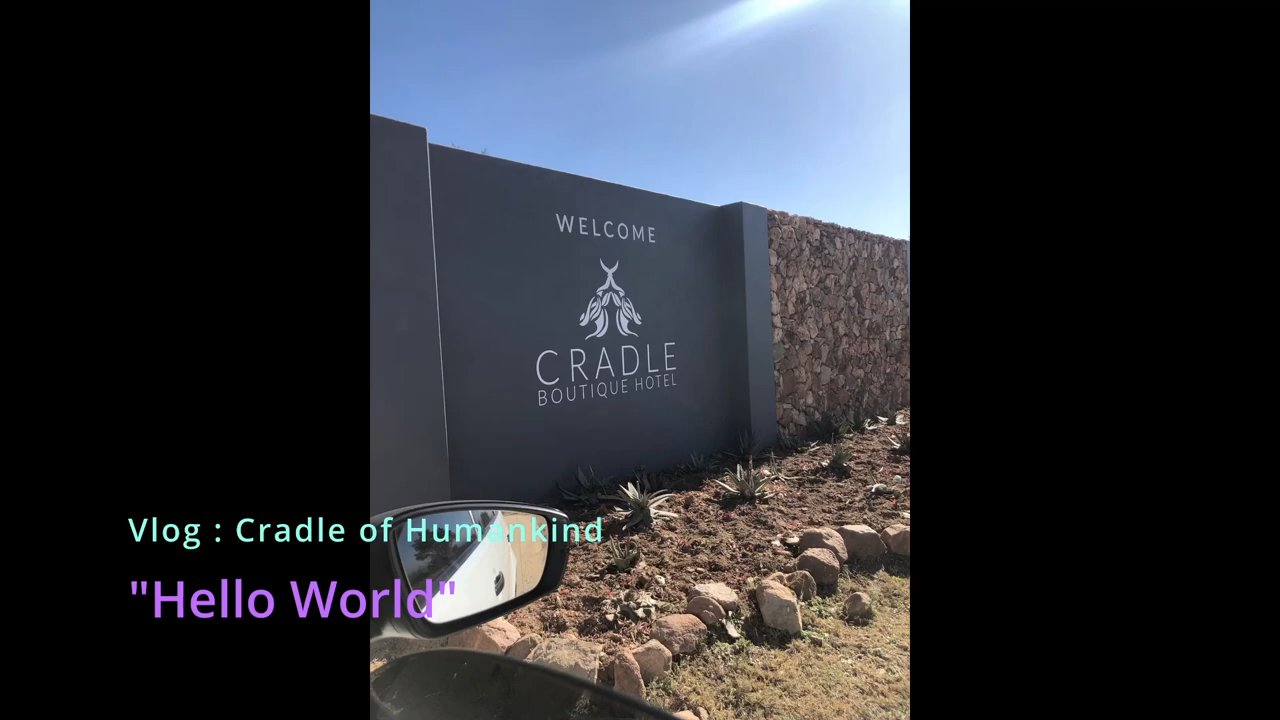 WELCOME
CRADLE
BOUTIQUE HOTEL
Vlog : Cradle of Humankind
"Hello World"